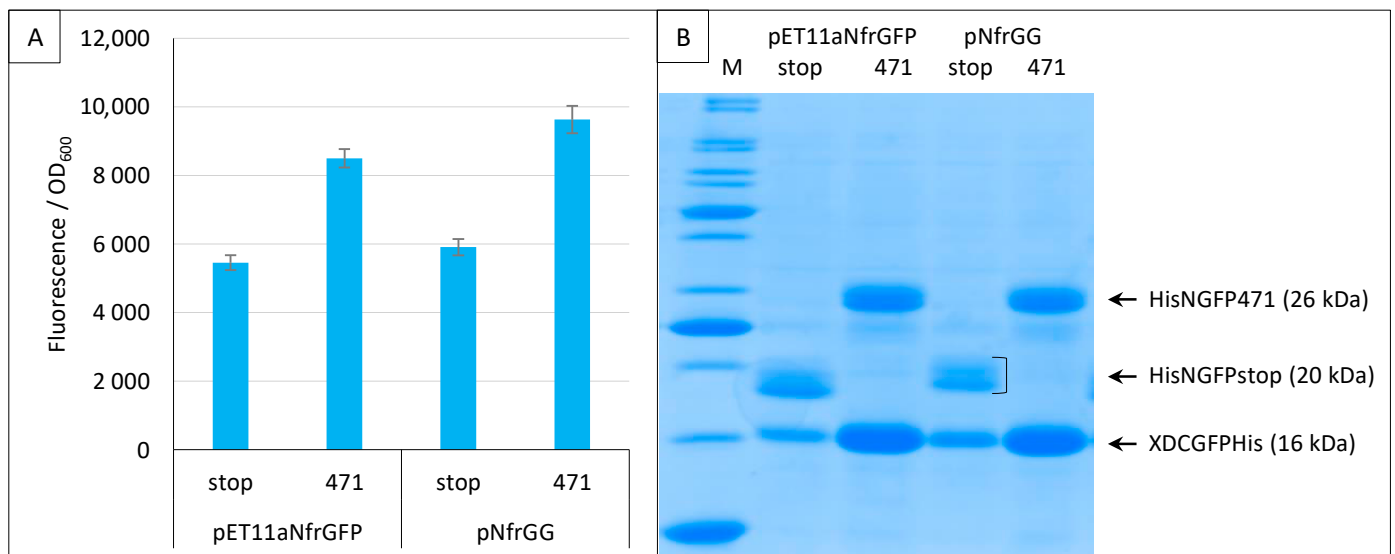 A
12,000
10,000
8 000
6 000
4 000
2 000
0
Fluorescence / OD600
stop 471 stop 471
pET11aNfrGFP pNfrGG
B
pET11aNfrGFP pNfrGG
M stop 471 stop 471
HisNGFP471 (26 kDa)
HisNGFPstop (20 kDa)
XDCGFPHis (16 kDa)